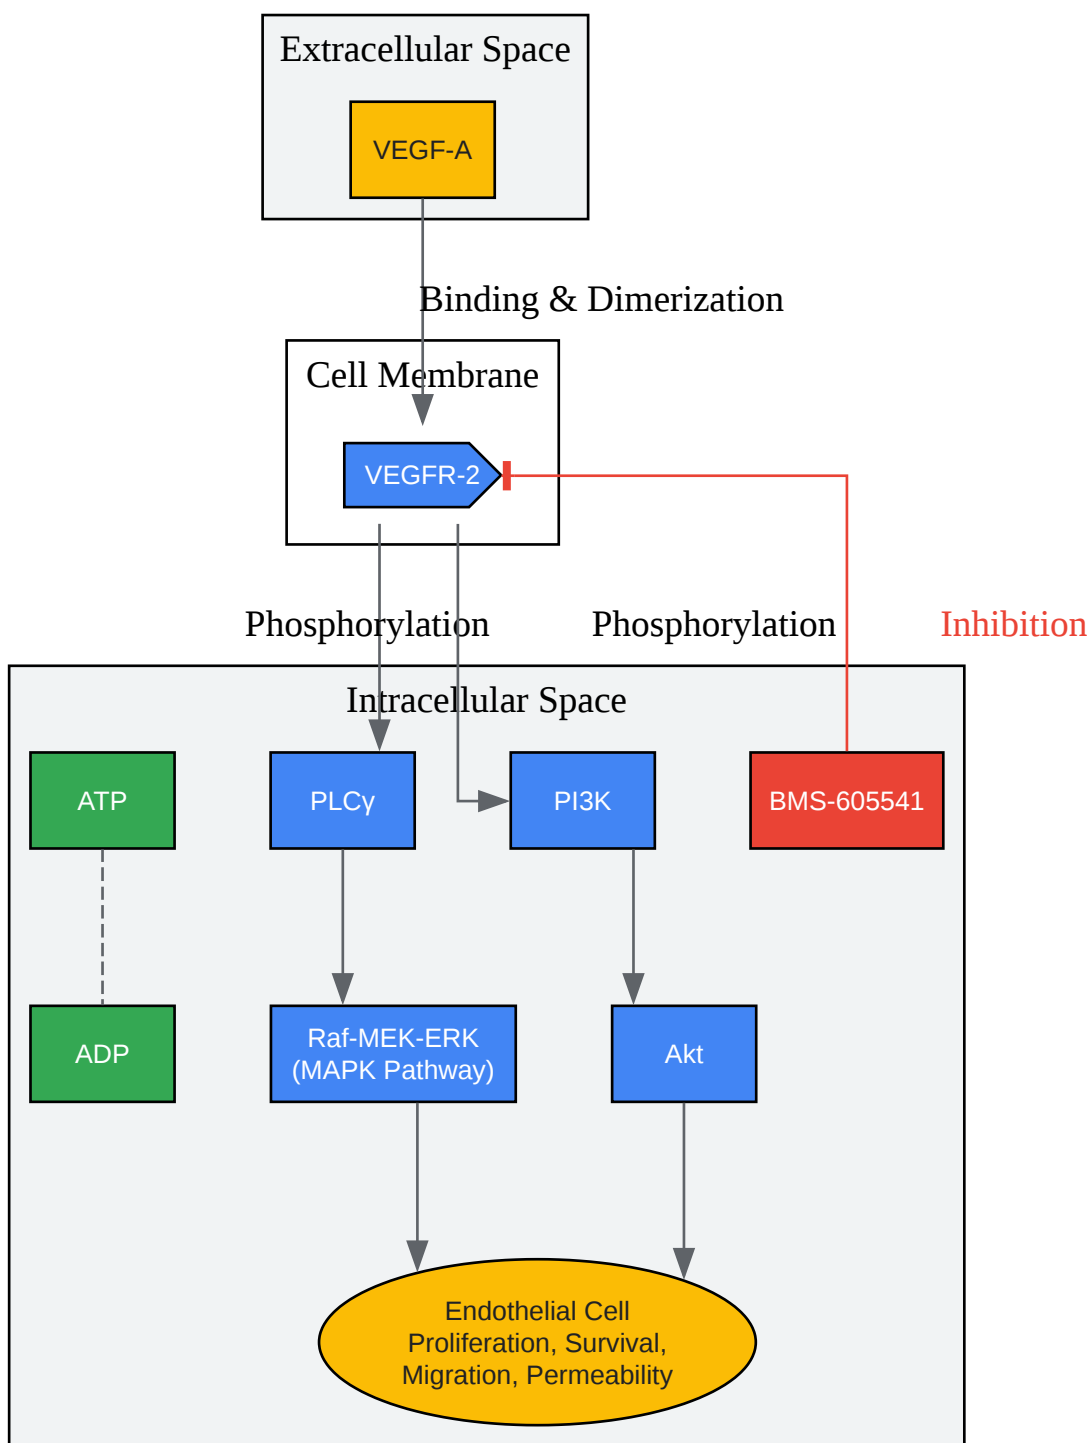 Extracellular Space
VEGF-A
Binding & Dimerization
Cell Membrane
VEGFR-2
Phosphorylation
Phosphorylation
Inhibition
Intracellular Space
ATP
PLCγ
PI3K
BMS-605541
ADP
Raf-MEK-ERK
(MAPK Pathway)
Akt
Endothelial Cell
Proliferation, Survival,
Migration, Permeability